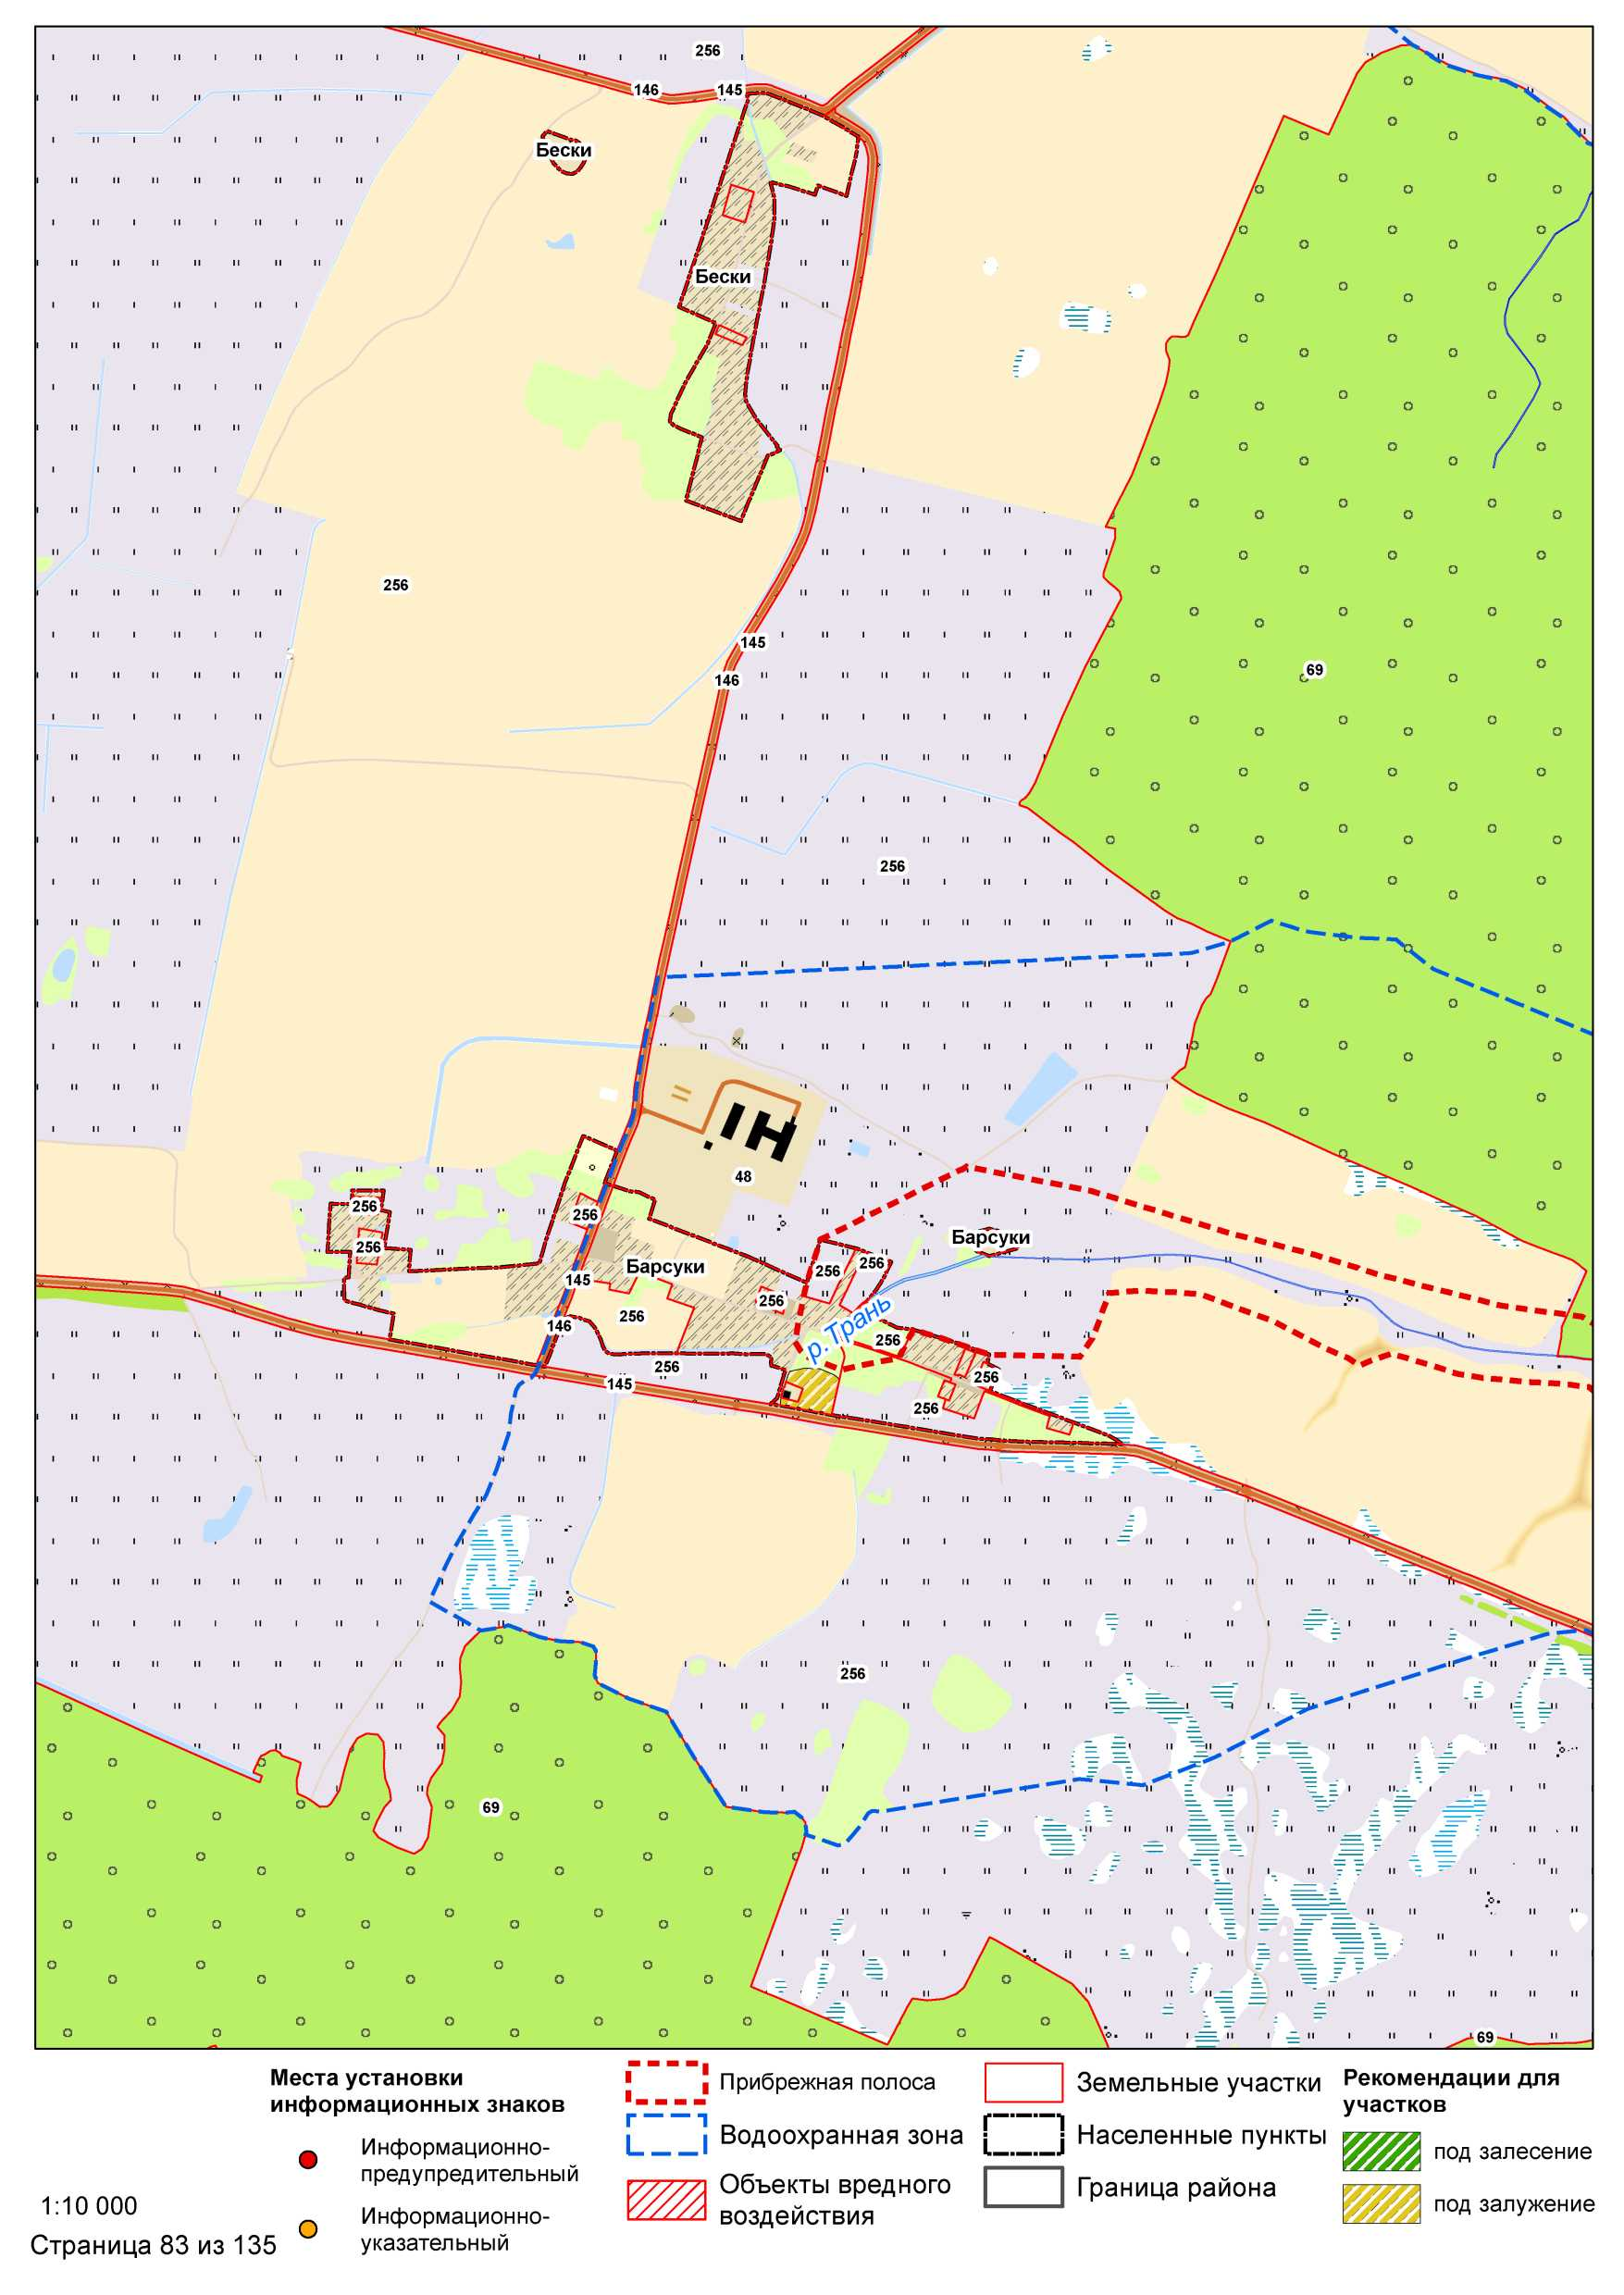 256
146
145
Бески
Бески
256
145
146
69
256
48
256
256
256
Барсуки
256
256
Барсуки
145
256
256
146
р. Трань
256
256
256
145
256
256
69
69
Места установки
информационных знаков
Информационно-
предупредительный
Информационно-
указательный
1:10 000
Страница 83 из 135
Прибрежная полоса
Водоохранная зона
Объекты вредного
воздействия
Земельные участки
Населенные пункты
Граница района
Рекомендации для
участков
под залесение
под залужение